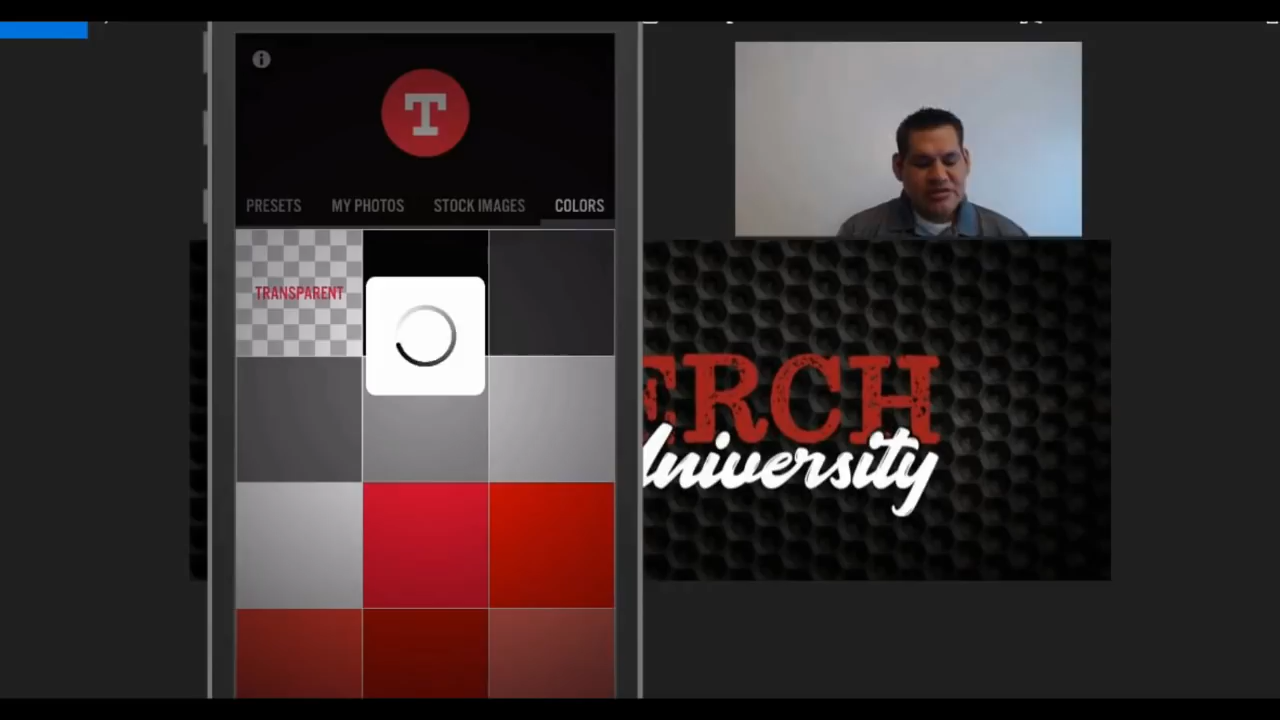 T
PRESETS MY PHOTOS STOCK IMAGES COLORS
TRANSPARENT
ERCH
University